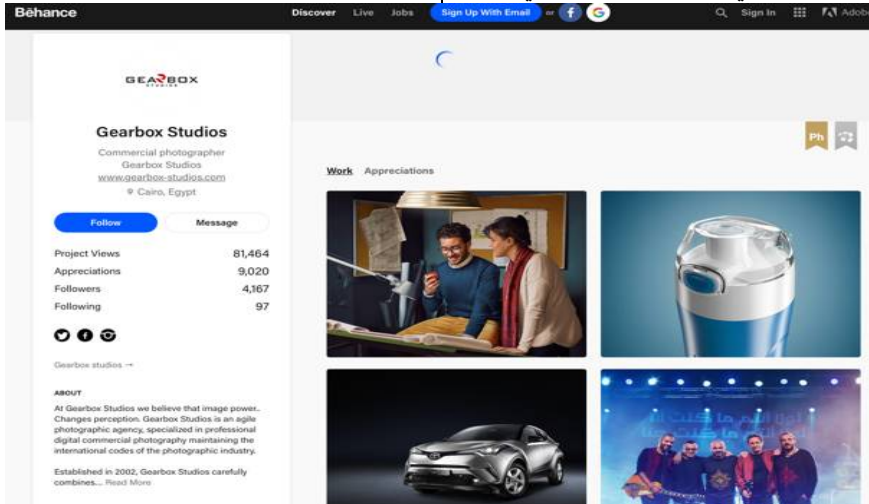 Bēhance
Discover Live Jobs Sign Up With Email or Sign In Adobe
GEARBOX
STUDIOS
Gearbox Studios
Commercial photographer
Gearbox Studios
www.gearbox-studios.com
Cairo, Egypt
Follow Message
Project Views 81,464
Appreciations 9,020
Followers 4,167
Following 97
Gearbox studios →
ABOUT
At Gearbox Studios we believe that image power..
Changes perception. Gearbox Studios is an agile
photographic agency, specialized in professional
digital commercial photography maintaining the
international codes of the photographic industry.
Established in 2002, Gearbox Studios carefully
combines... Read More
Ph
Work Appreciations